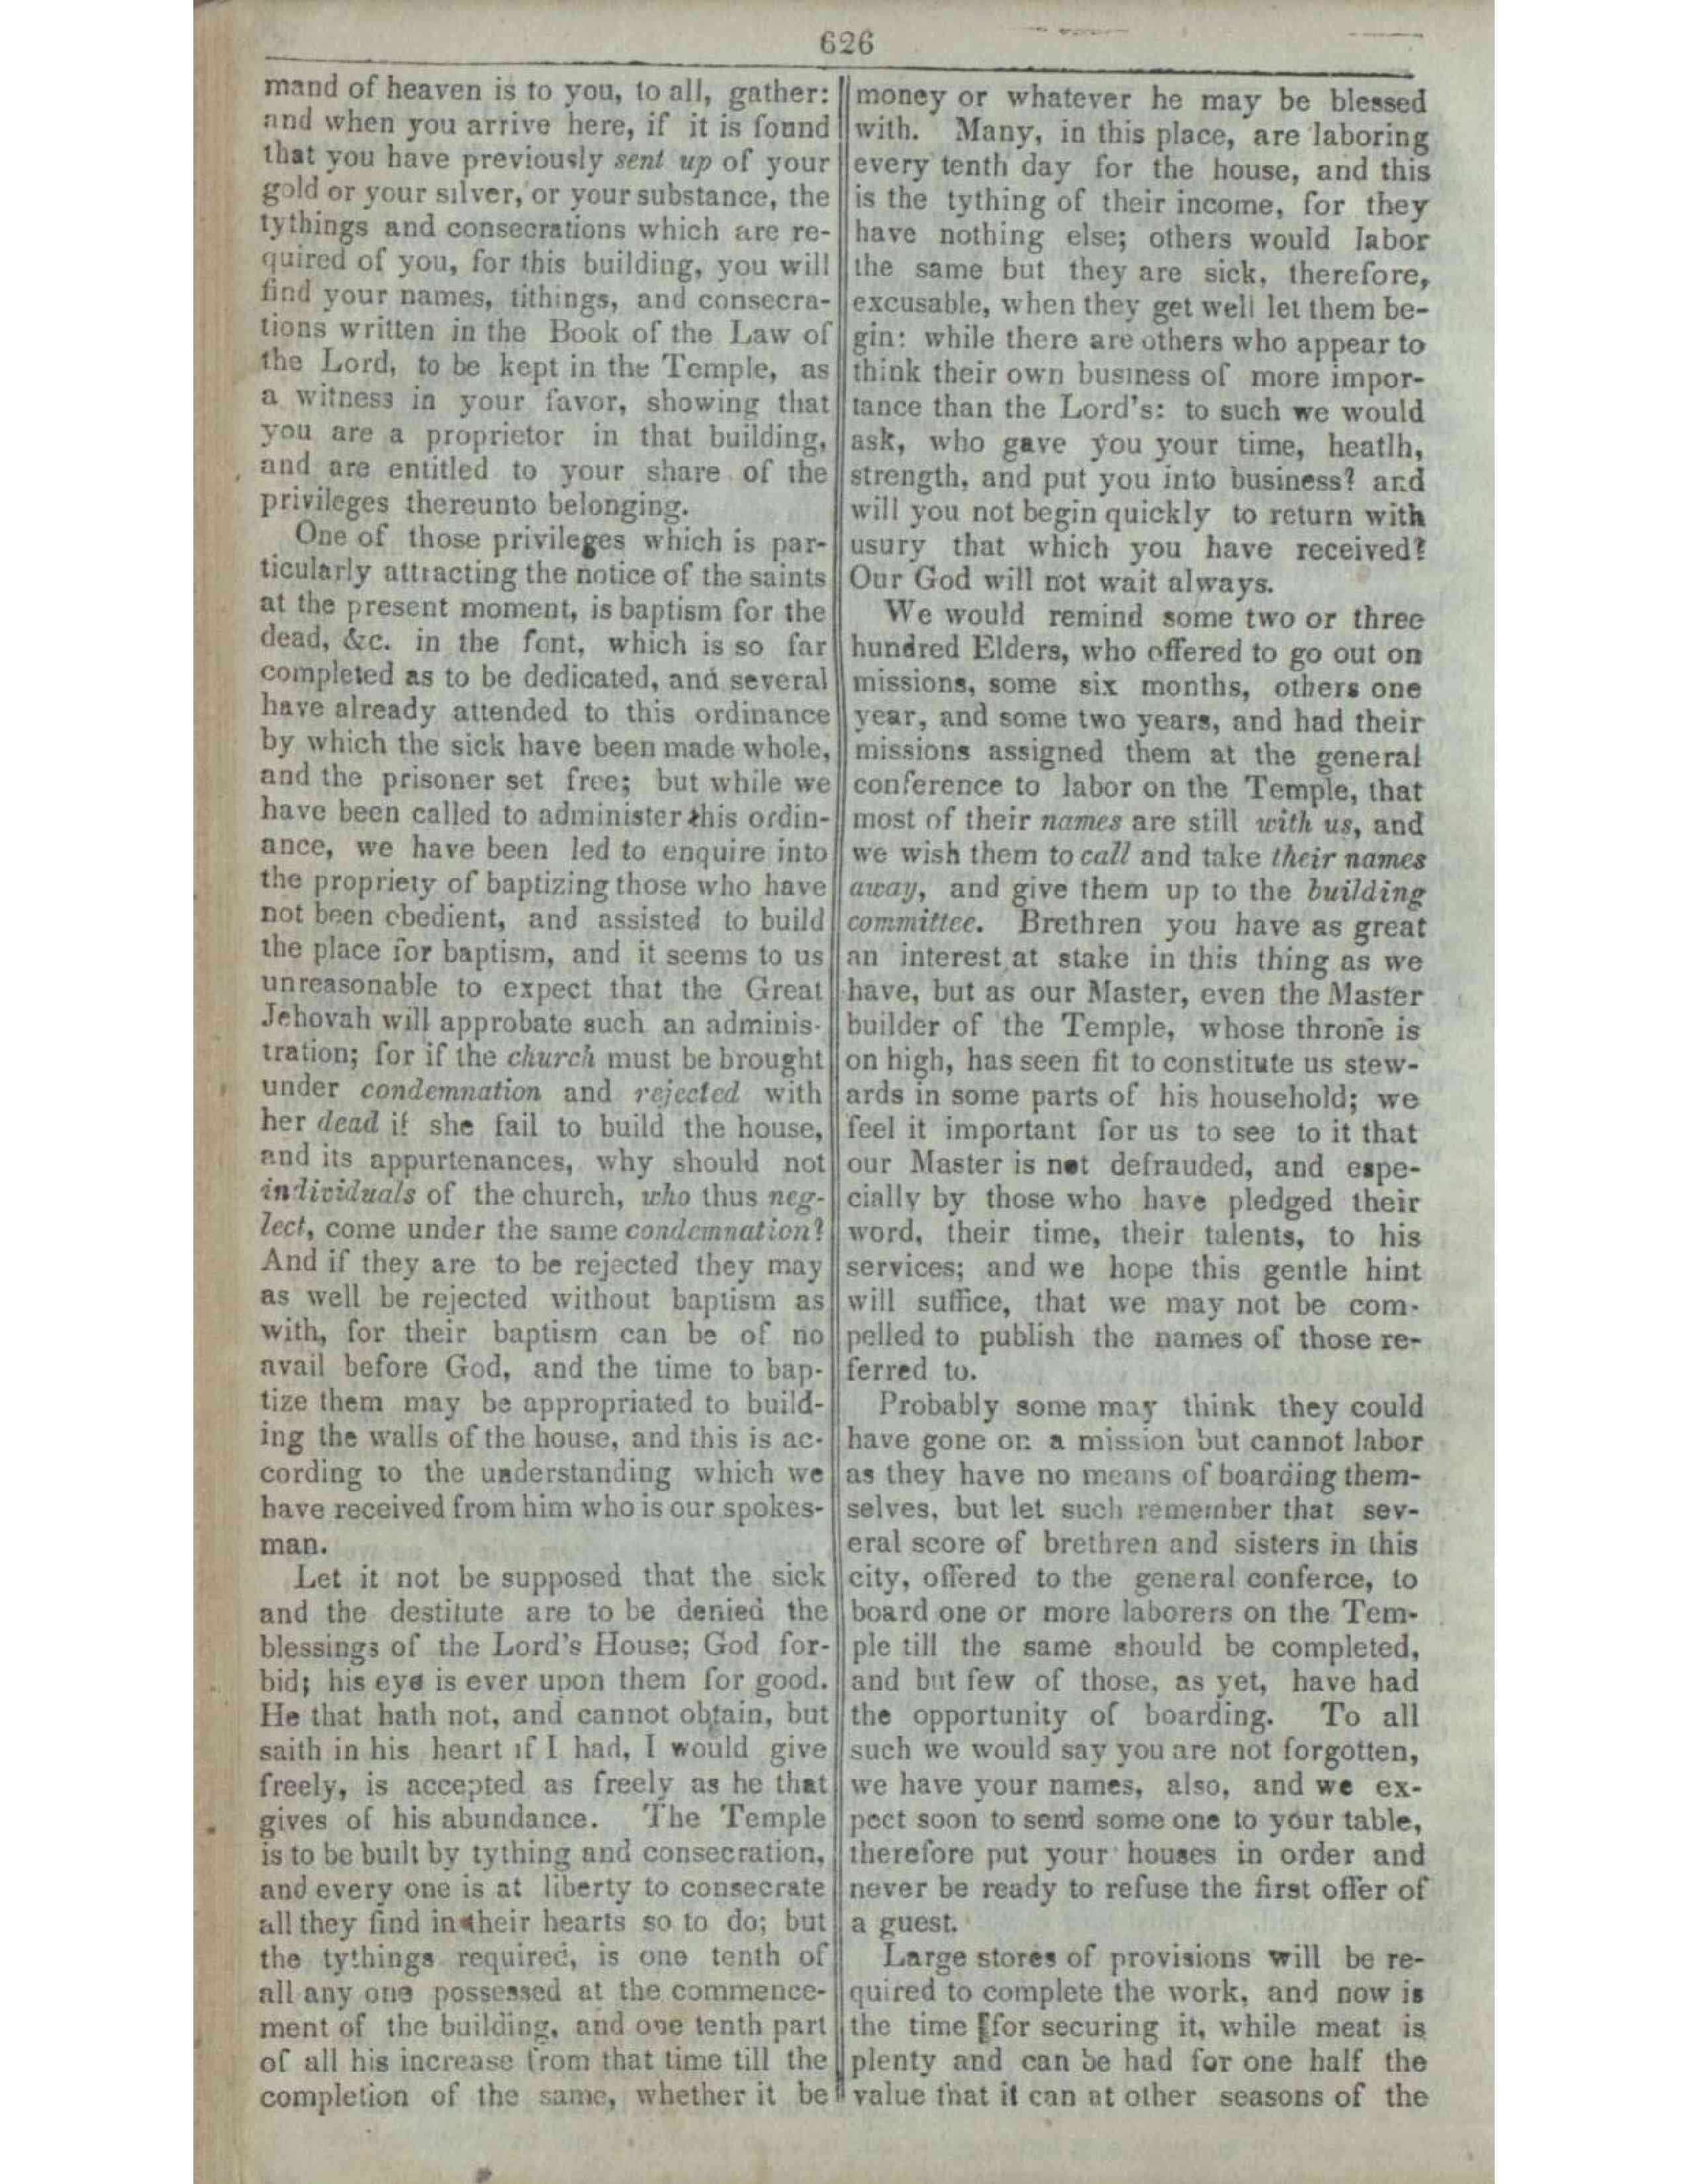 626
mand of heaven is to you, to all, gather:
and when you arrive here, if it is found
that you have previously sent up of your
gold or your silver, or your substance, the
tythings and consecrations which are re-
quired of you, for this building, you will
find your names, tithings, and consecra-
tions written in the Book of the Law of
the Lord, to be kept in the Temple, as
a witness in your favor, showing that
you are a proprietor in that building,
and are entitled to your share of the
privileges thereunto belonging.
One of those privileges which is par-
ticularly attracting the notice of the saints
at the present moment, is baptism for the
dead, &c. in the font, which is so far
completed as to be dedicated, and several
have already attended to this ordinance
by which the sick have been made whole,
and the prisoner set free; but while we
have been called to administer this ordin-
ance, we have been led to enquire into
the propriety of baptizing those who have
not been obedient, and assisted to build
the place for baptism, and it seems to us
unreasonable to expect that the Great
Jehovah will approbate such an adminis-
tration; for if the church must be brought
under condemnation and rejected with
her dead if she fail to build the house,
and its appurtenances, why should not
individuals of the church, who thus neg-
lect, come under the same condemnation?
And if they are to be rejected they may
as well be rejected without baptism as
with, for their baptism can be of no
avail before God, and the time to bap-
tize them may be appropriated to build-
ing the walls of the house, and this is ac-
cording to the understanding which we
have received from him who is our spokes-
man.
Let it not be supposed that the sick
and the destitute are to be denied the
blessings of the Lord's House; God for-
bid; his eye is ever upon them for good.
He that hath not, and cannot obtain, but
saith in his heart if I had, I would give
freely, is accepted as freely as he that
gives of his abundance. The Temple
is to be built by tything and consecration,
and every one is at liberty to consecrate
all they find in their hearts so to do; but
the tythings required, is one tenth of
all any one possessed at the commence-
ment of the building, and one tenth part
of all his increase from that time till the
completion of the same, whether it be
money or whatever he may be blessed
with. Many, in this place, are laboring
every tenth day for the house, and this
is the tything of their income, for they
have nothing else; others would labor
the same but they are sick, therefore,
excusable, when they get well let them be-
gin: while there are others who appear to
think their own business of more impor-
tance than the Lord's: to such we would
ask, who gave you your time, heatlh,
strength, and put you into business? and
will you not begin quickly to return with
usury that which you have received?
Our God will not wait always.
We would remind some two or three
hundred Elders, who offered to go out on
missions, some six months, others one
year, and some two years, and had their
missions assigned them at the general
conference to labor on the Temple, that
most of their names are still with us, and
we wish them to call and take their names
away, and give them up to the building
committee. Brethren you have as great
an interest at stake in this thing as we
have, but as our Master, even the Master
builder of the Temple, whose throne is
on high, has seen fit to constitute us stew-
ards in some parts of his household; we
feel it important for us to see to it that
our Master is not defrauded, and espe-
cially by those who have pledged their
word, their time, their talents, to his
services; and we hope this gentle hint
will suffice, that we may not be com-
pelled to publish the names of those re-
ferred to.
Probably some may think they could
have gone on a mission but cannot labor
as they have no means of boarding them-
selves, but let such remember that sev-
eral score of brethren and sisters in this
city, offered to the general conferce, to
board one or more laborers on the Tem-
ple till the same should be completed,
and but few of those, as yet, have had
the opportunity of boarding. To all
such we would say you are not forgotten,
we have your names, also, and we ex-
pect soon to send some one to your table,
therefore put your houses in order and
never be ready to refuse the first offer of
a guest.
Large stores of provisions will be re-
quired to complete the work, and now is
the time [for securing it, while meat is
plenty and can be had for one half the
value that it can at other seasons of the